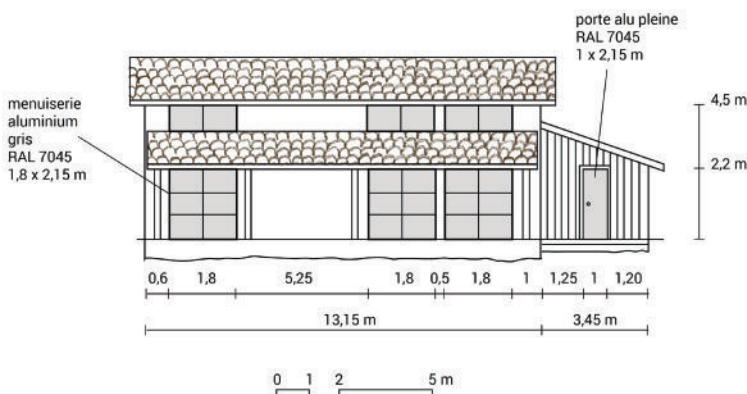 porte alu pleine
RAL 7045
1 x 2,15 m
menuiserie
aluminium
gris
RAL 7045
1,8 x 2,15 m
4,5 m
2,2 m
0,6 1,8 5,25 1,8 0,5 1,8 1 1,25 1 1,20
13,15 m 3,45 m
0 1 2 5 m